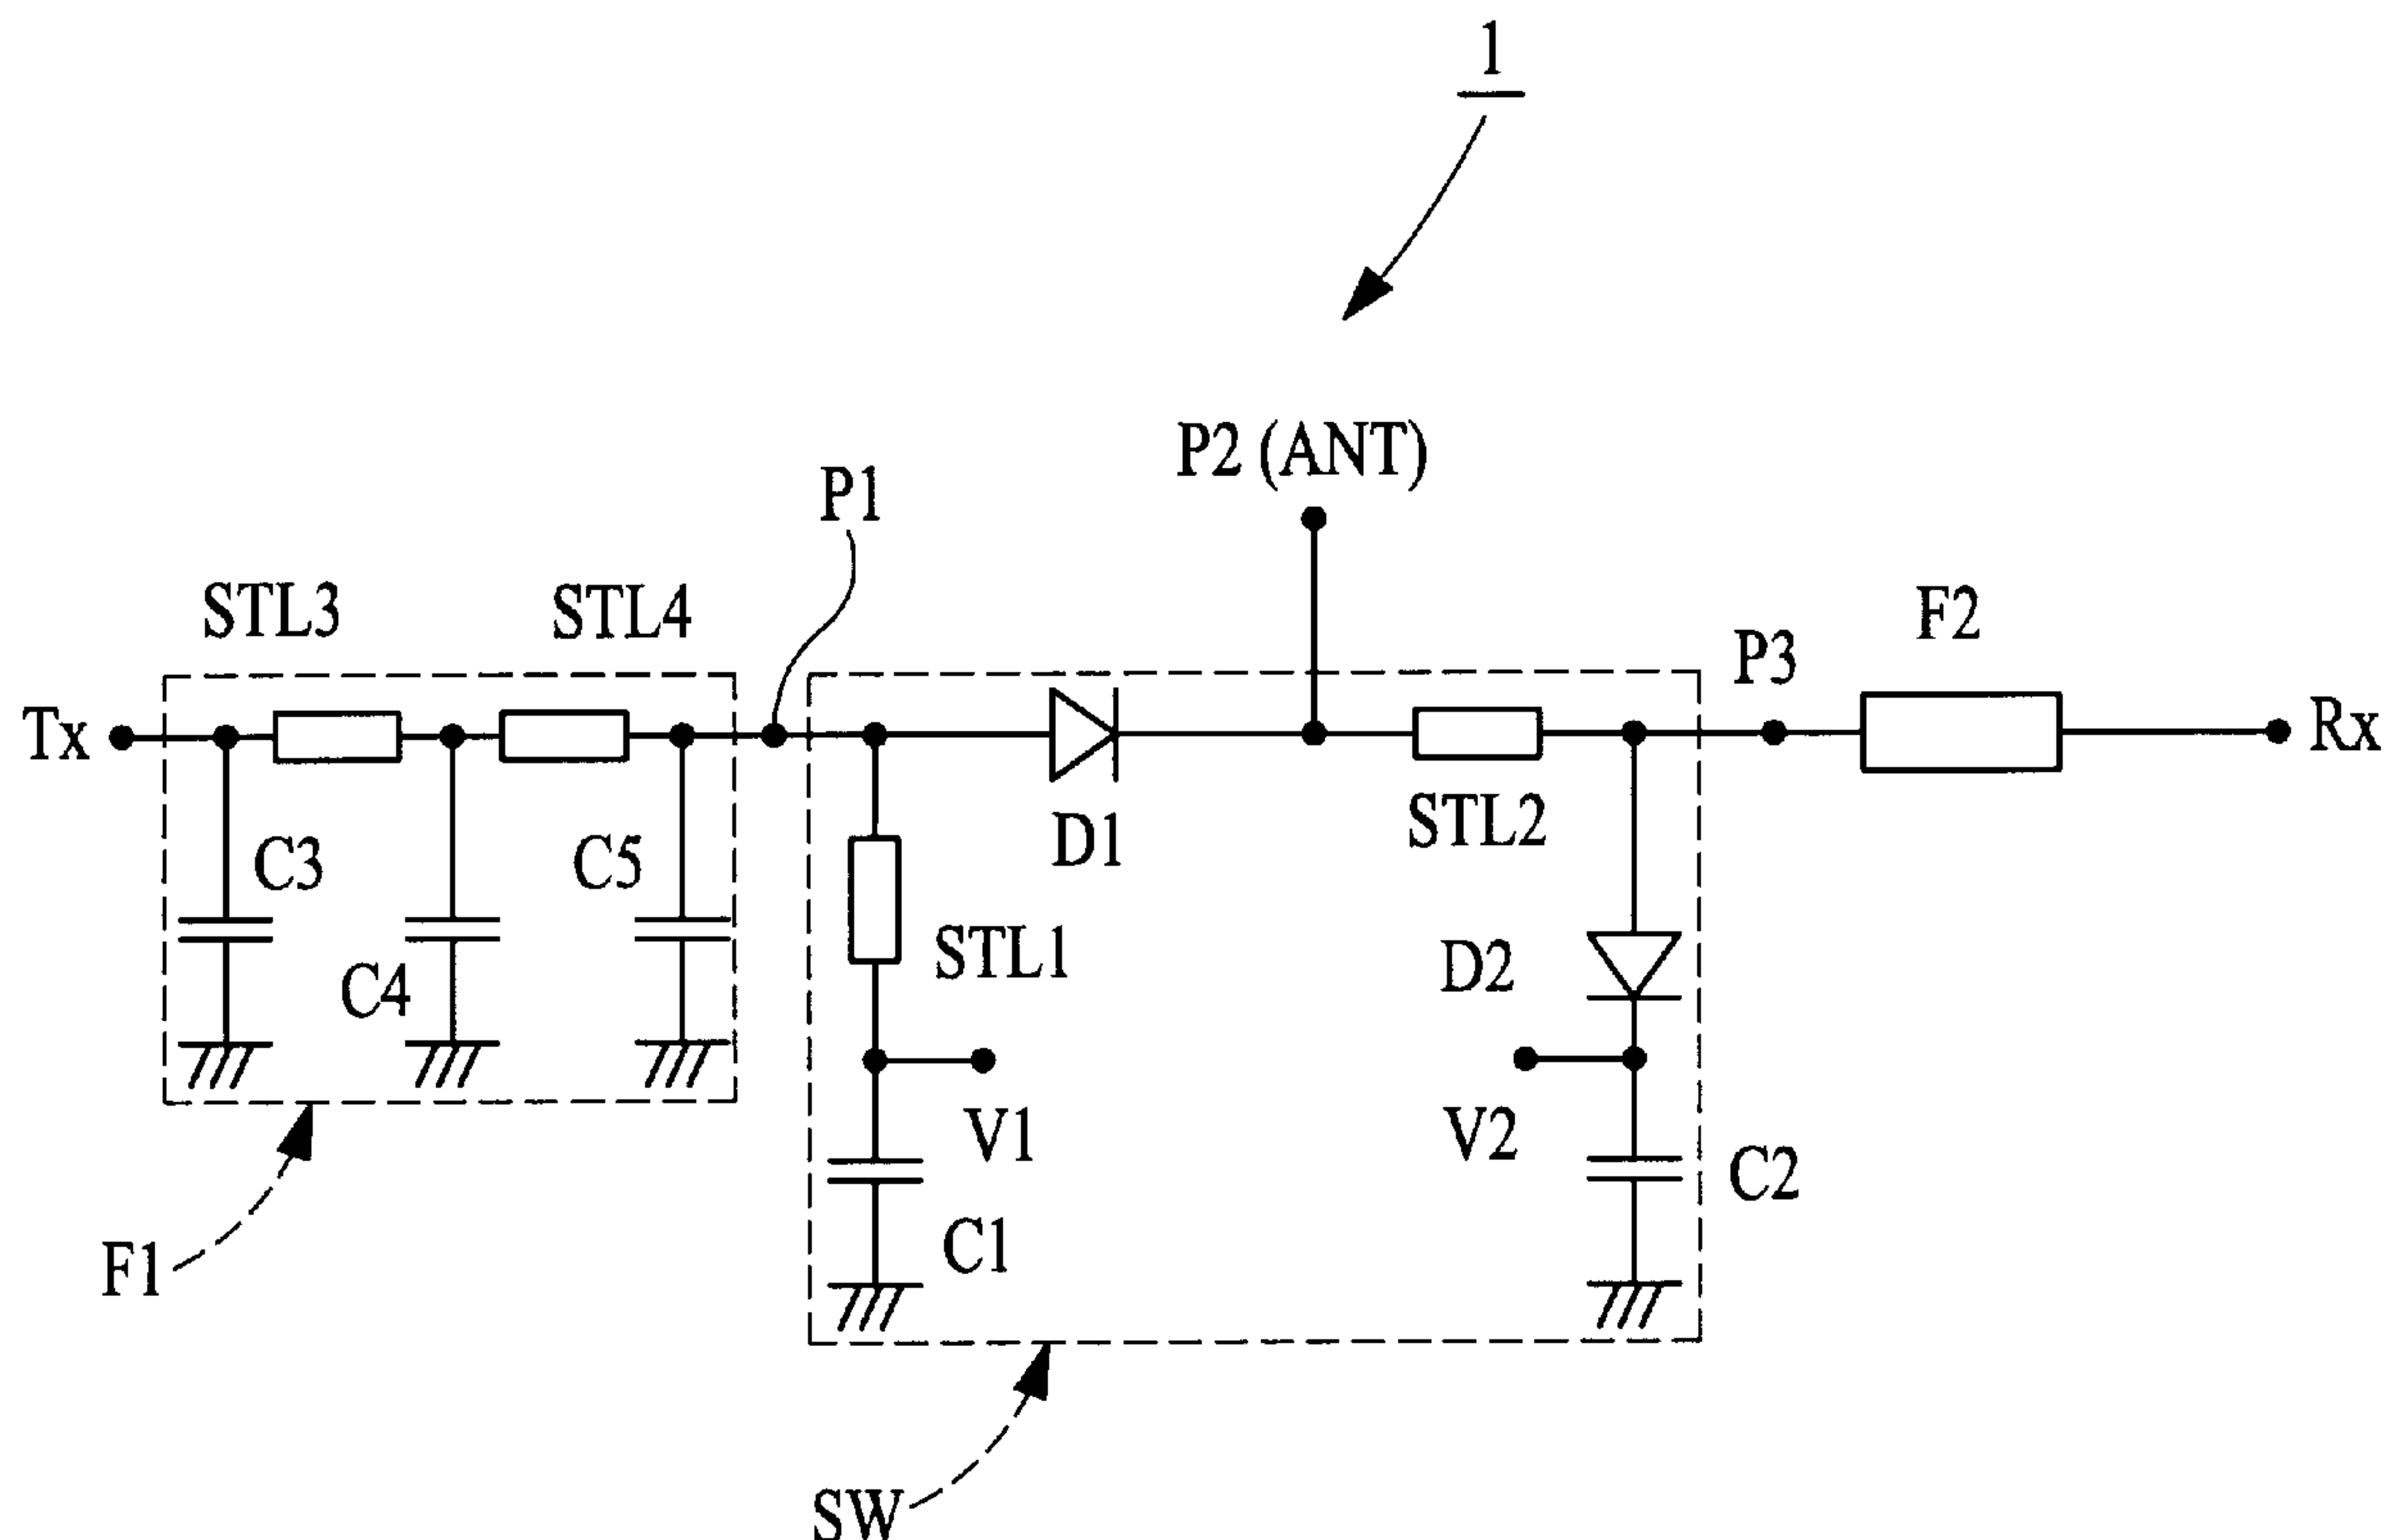 1
P2 (ANT)
P1
STL3
STL4
F2
P3
Tx
Rx
STL2
D1
C3
C5
STL1
D2
C4
V1
V2
C2
C1
F1
SW